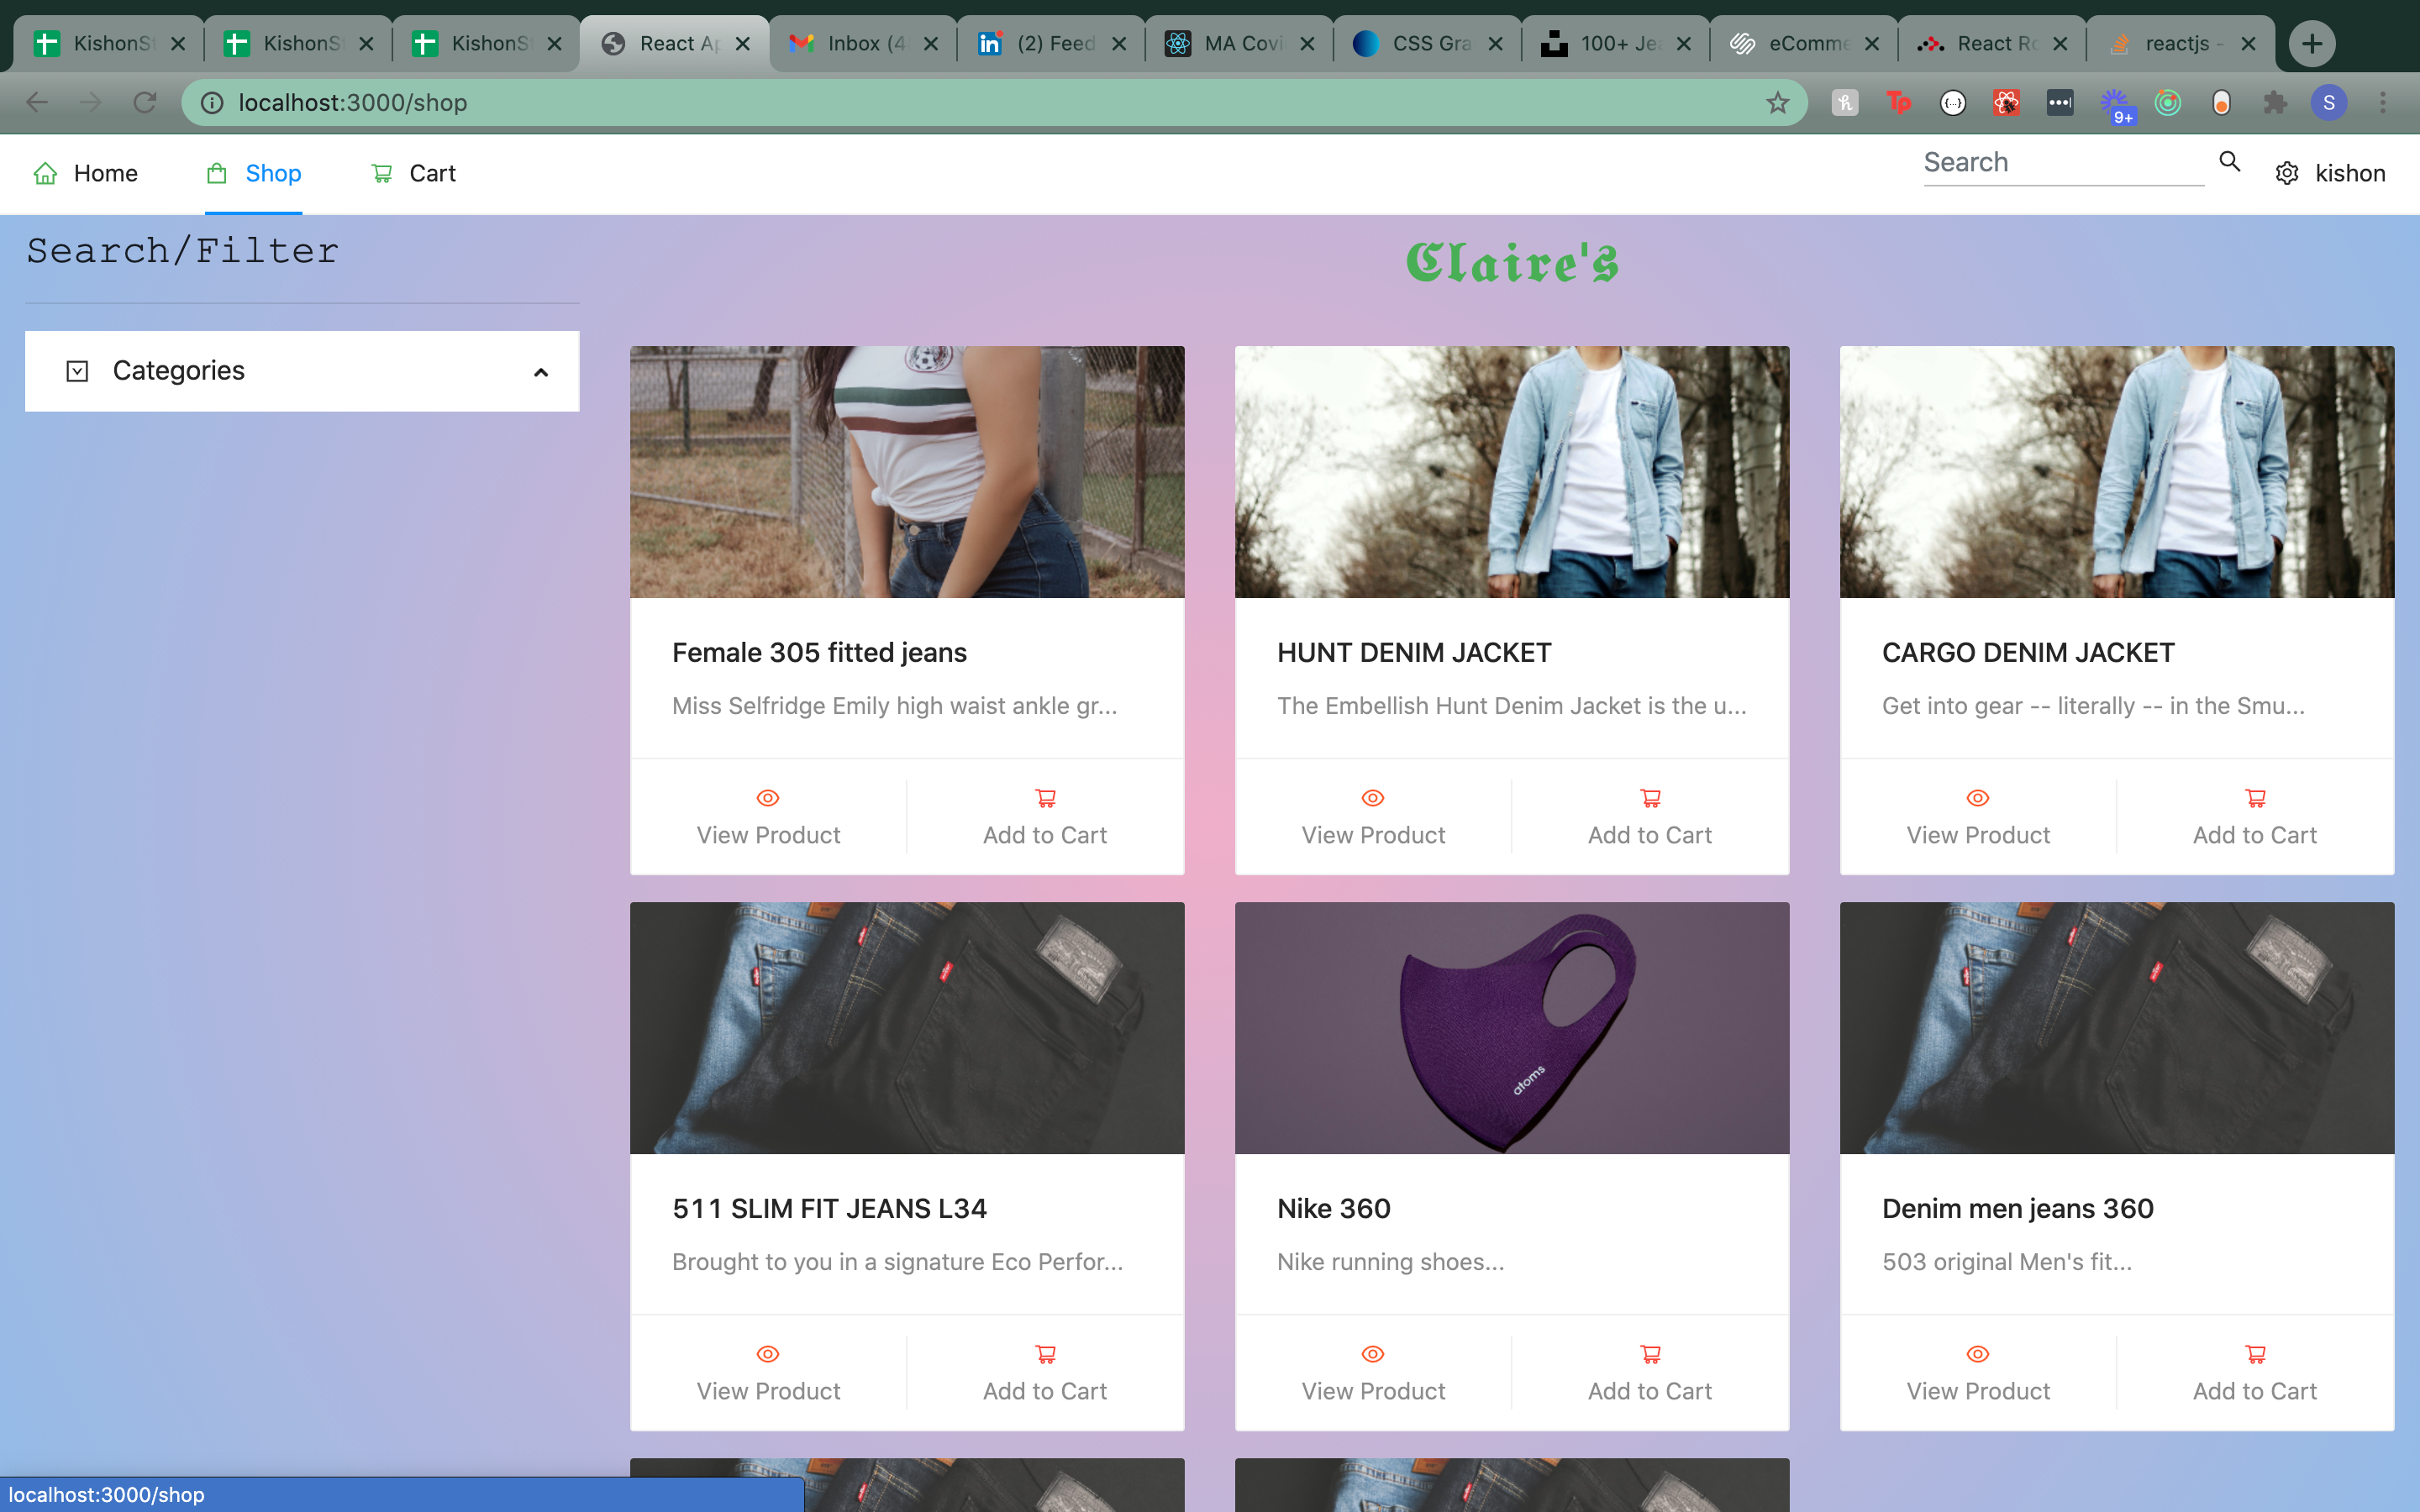 KishonS
KishonS
KishonS
React Ap
Inbox (4
(2) Feed
MA Covi
CSS Gra
100+ Jea
eComme
React Ro
reactjs -
localhost:3000/shop
Tp
9+
S
Home
Shop
Cart
Search
kishon
Search/Filter
Claire's
Categories
Female 305 fitted jeans
Miss Selfridge Emily high waist ankle gr...
View Product
Add to Cart
HUNT DENIM JACKET
The Embellish Hunt Denim Jacket is the u...
View Product
Add to Cart
CARGO DENIM JACKET
Get into gear -- literally -- in the Smu...
View Product
Add to Cart
511 SLIM FIT JEANS L34
Brought to you in a signature Eco Perfor...
View Product
Add to Cart
atoms
Nike 360
Nike running shoes...
View Product
Add to Cart
Denim men jeans 360
503 original Men's fit...
View Product
Add to Cart
localhost:3000/shop